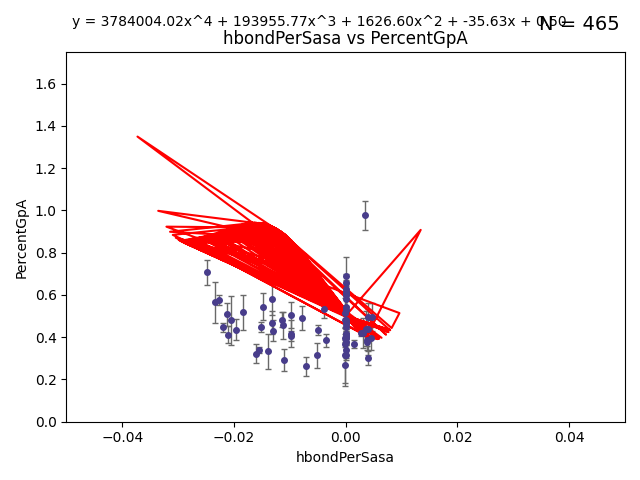 y = 3784004.02x^4 + 193955.77x^3 + 1626.60x^2 + -35.63x + 0.50
N = 465
hbondPerSasa vs PercentGpA
1.6
1.4
1.2
1.0
0.8
0.6
0.4
0.2
0.0
PercentGpA
−0.04 −0.02 0.00 0.02 0.04
hbondPerSasa